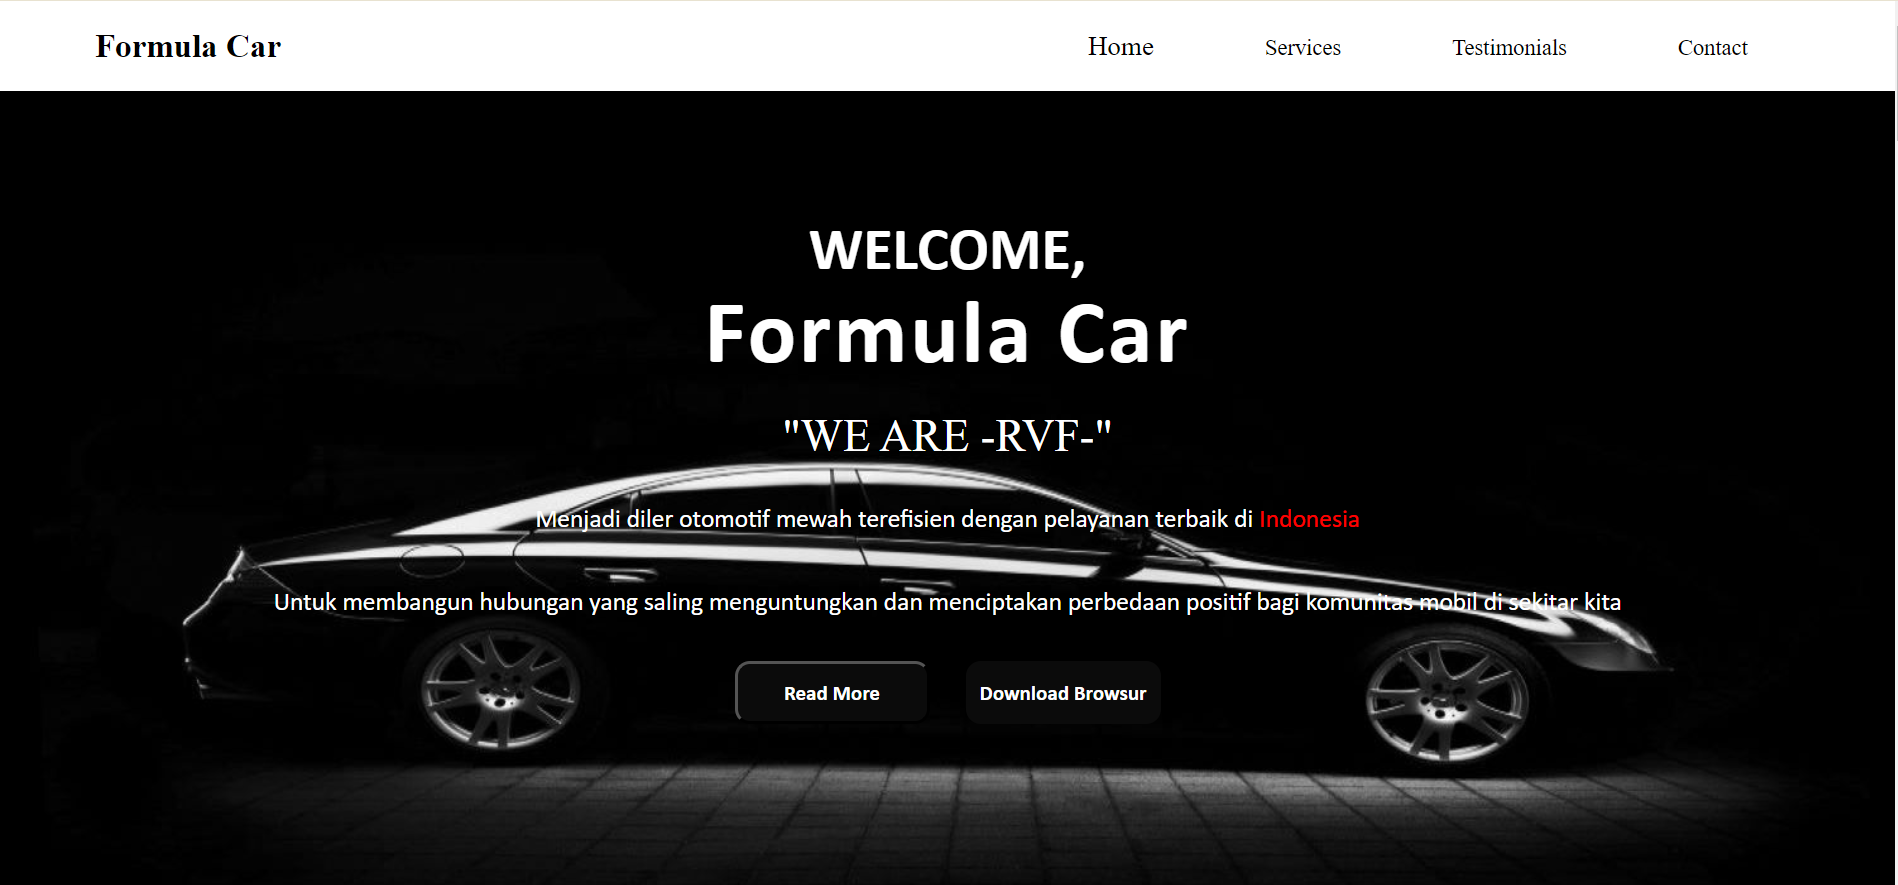 Formula Car
Home Services Testimonials Contact
WELCOME,
Formula Car
"WE ARE -RVF-"
Menjadi diler otomotif mewah terefisien dengan pelayanan terbaik di Indonesia
Untuk membangun hubungan yang saling menguntungkan dan menciptakan perbedaan positif bagi komunitas mobil di sekitar kita
Read More
Download Browsur